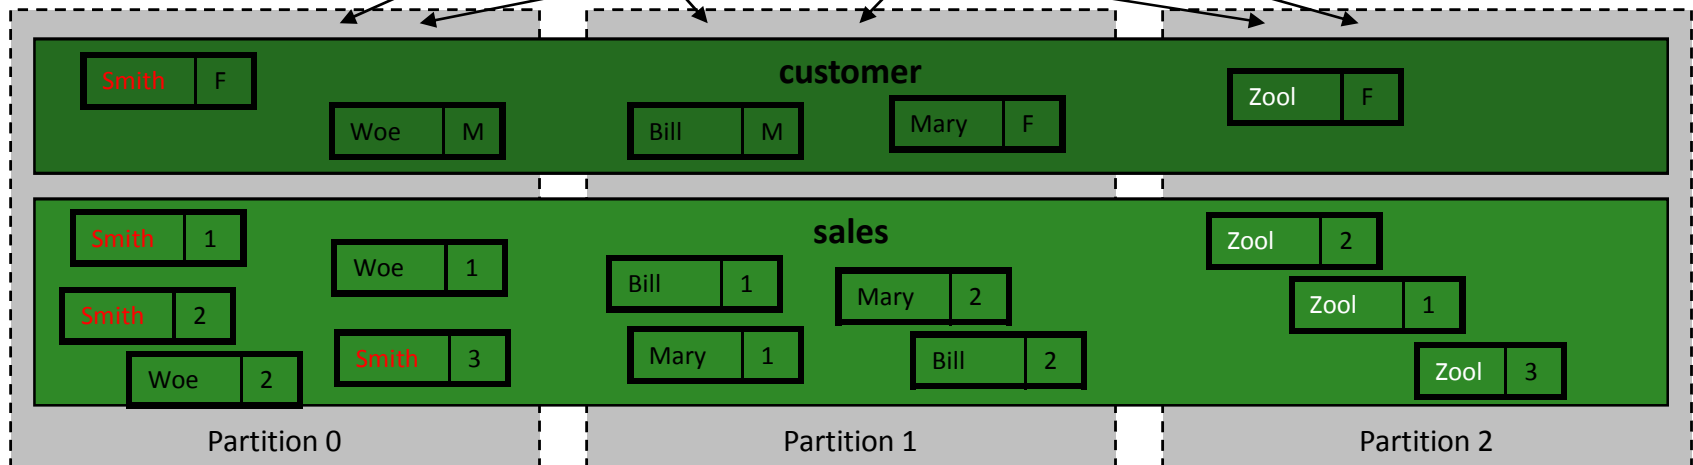 customer
Smith F
Woe M
Bill M
Mary F
Zool F
sales
Smith 1
Woe 1
Smith 2
Smith 3
Woe 2
Bill 1
Mary 2
Mary 1
Bill 2
Zool 2
Zool 1
Zool 3
Partition 0
Partition 1
Partition 2